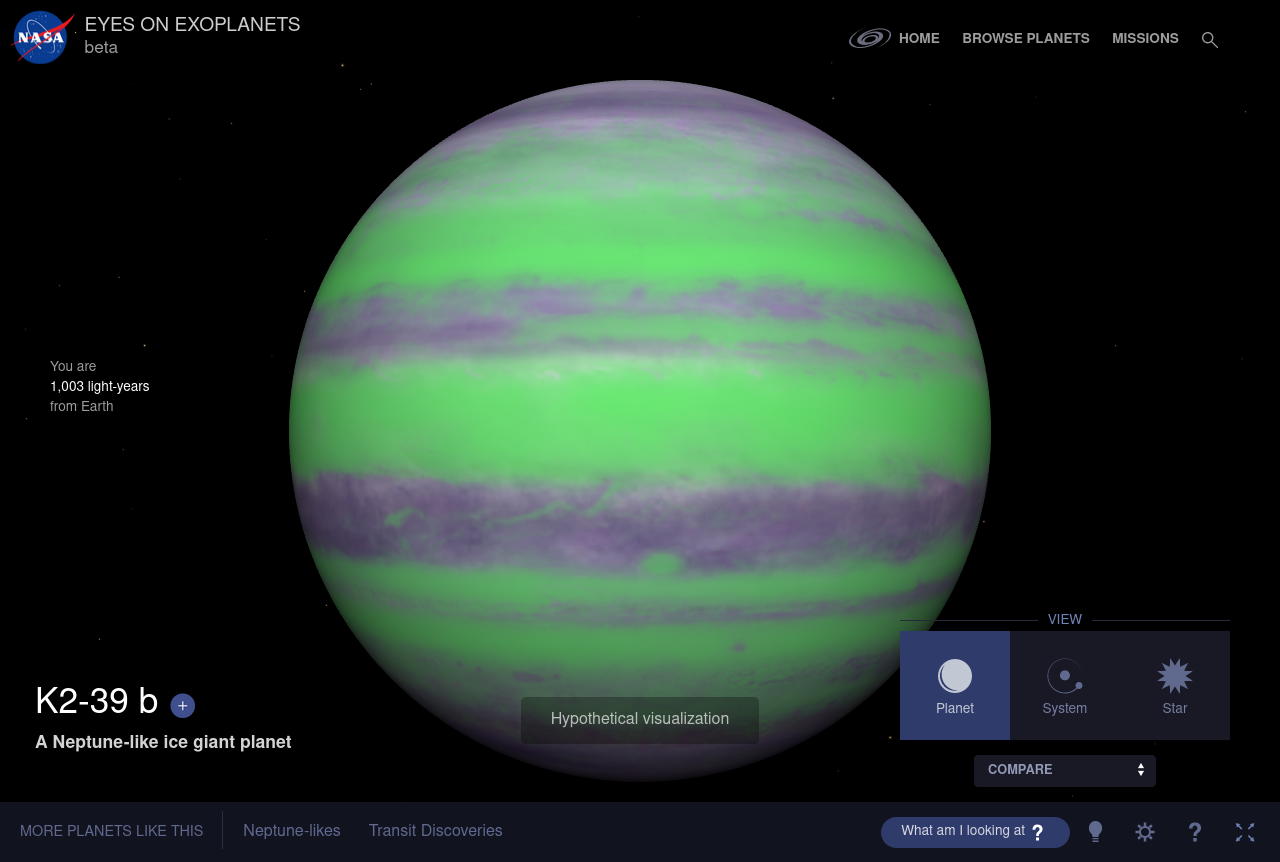 NASA
EYES ON EXOPLANETS
beta
HOME
BROWSE PLANETS
MISSIONS
You are
1,003 light-years
from Earth
K2-39 b +
A Neptune-like ice giant planet
Hypothetical visualization
VIEW
Planet
System
Star
COMPARE
MORE PLANETS LIKE THIS
Neptune-likes
Transit Discoveries
What am I looking at ?
?